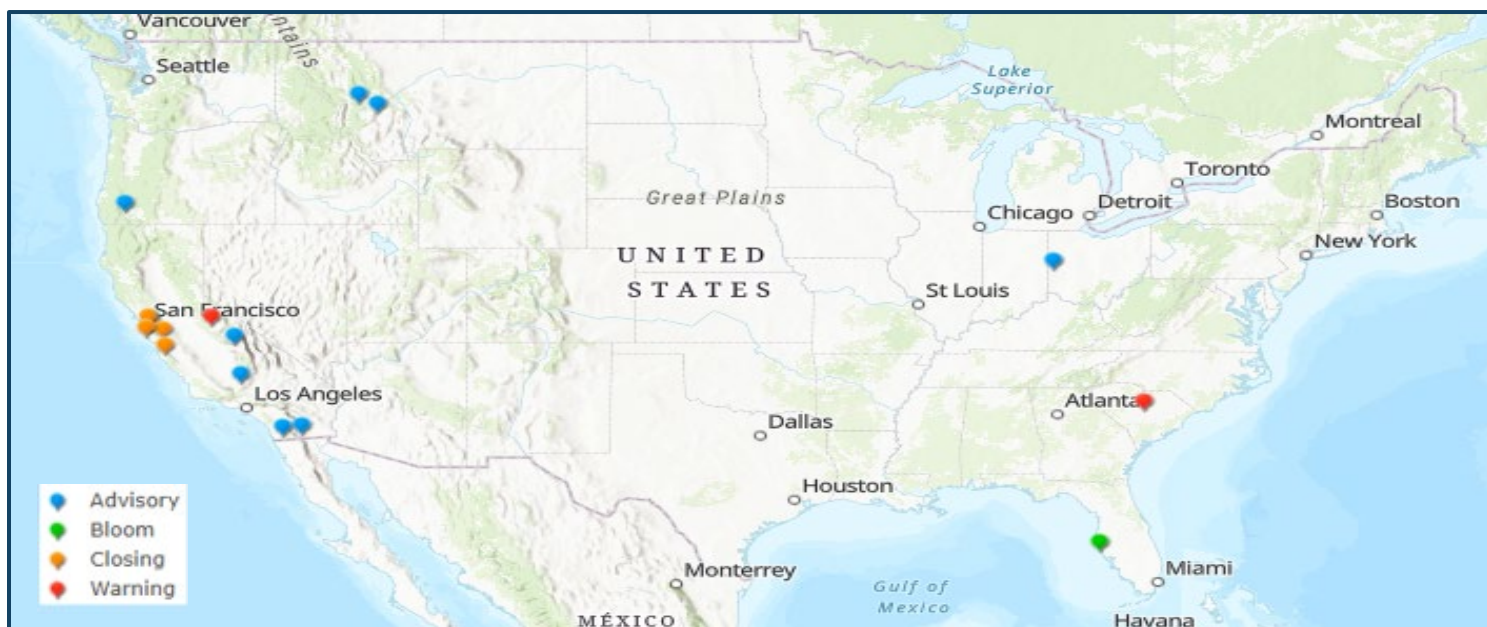 Vancouver
ntains
Seattle
Lake
Superior
Montreal
Toronto
Great Plains
Chicago
Detroit
Boston
New York
UNITED
STATES
St Louis
San Francisco
Los Angeles
Atlanta
Dallas
Houston
Advisory
Bloom
Closing
Warning
Monterrey
Gulf of
Mexico
Miami
MÉXICO
Havana